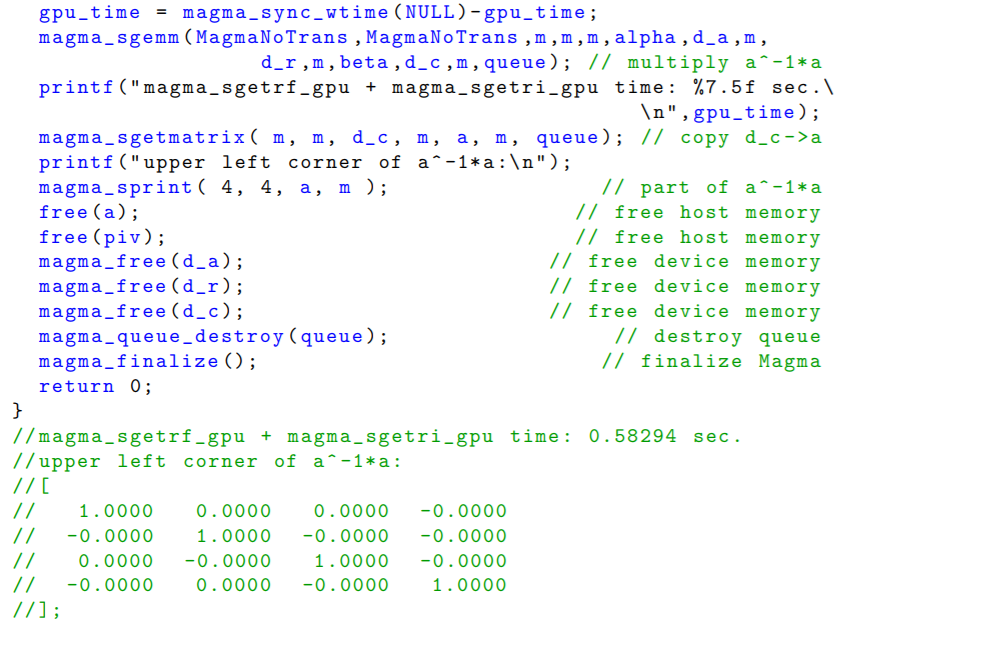 gpu_time = magma_sync_wtime(NULL)-gpu_time;
magma_sgemm(MagmaNoTrans,MagmaNoTrans,m,m,m,alpha,d_a,m,
d_r,m,beta,d_c,m,queue); // multiply a^-1*a
printf("magma_sgetrf_gpu + magma_sgetri_gpu time: %7.5f sec.\
\n",gpu_time);
magma_sgetmatrix( m, m, d_c, m, a, m, queue); // copy d_c->a
printf("upper left corner of a^-1*a:\n");
magma_sprint( 4, 4, a, m ); // part of a^-1*a
free(a); // free host memory
free(piv); // free host memory
magma_free(d_a); // free device memory
magma_free(d_r); // free device memory
magma_free(d_c); // free device memory
magma_queue_destroy(queue); // destroy queue
magma_finalize(); // finalize Magma
return 0;
}
//magma_sgetrf_gpu + magma_sgetri_gpu time: 0.58294 sec.
//upper left corner of a^-1*a:
//[
// 1.0000 0.0000 0.0000 -0.0000
// -0.0000 1.0000 -0.0000 -0.0000
// 0.0000 -0.0000 1.0000 -0.0000
// -0.0000 0.0000 -0.0000 1.0000
//];